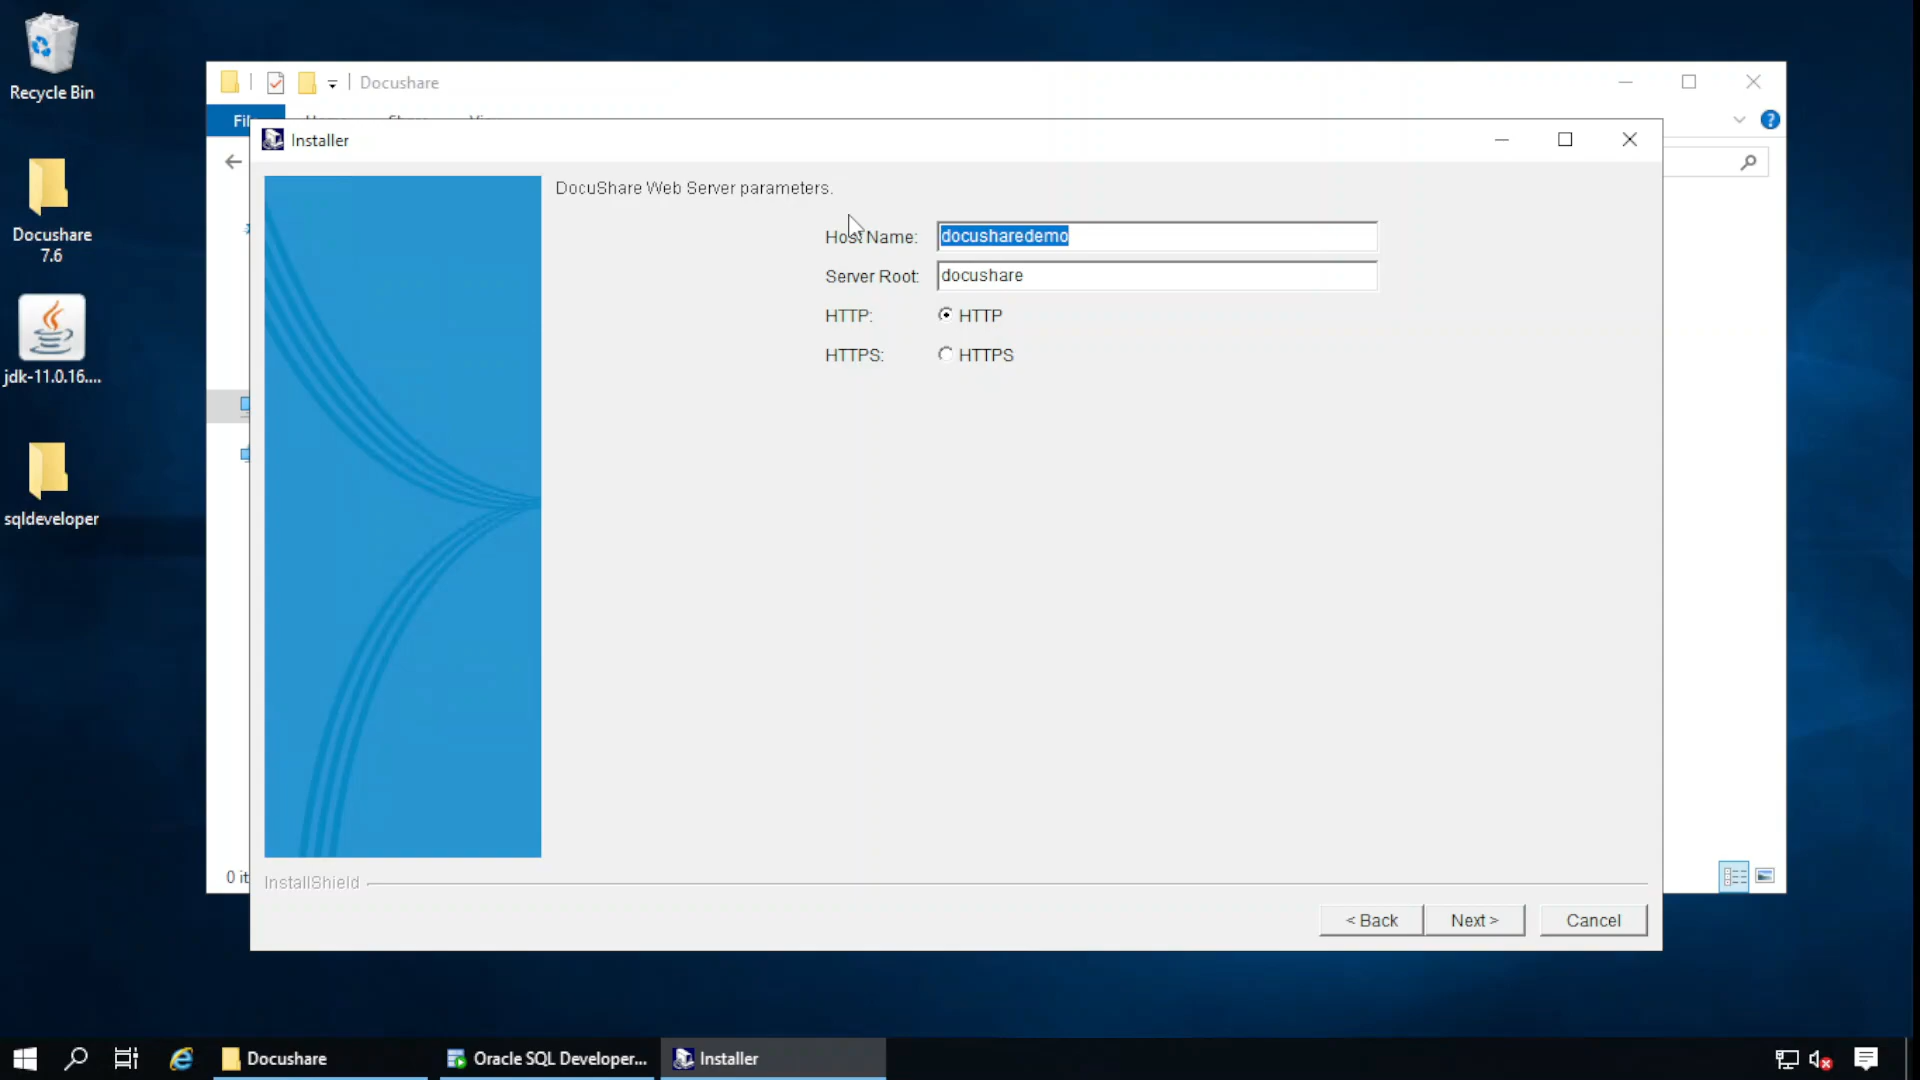 Recycle Bin
Docushare
7.6
jdk-11.0.16....
sqldeveloper
Docushare
Installer
DocuShare Web Server parameters.
Host Name: docusharedemo
Server Root: docushare
HTTP: HTTP
HTTPS: HTTPS
InstallShield
< Back Next > Cancel
Docushare
Oracle SQL Developer...
Installer